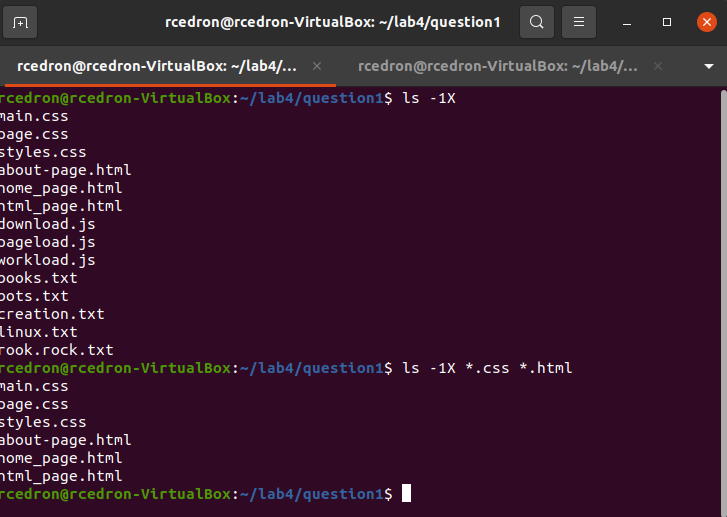 rcedron@rcedron-VirtualBox: ~/lab4/question1
rcedron@rcedron-VirtualBox: ~/lab4/...
rcedron@rcedron-VirtualBox: ~/lab4/...
rcedron@rcedron-VirtualBox:~/lab4/question1$ ls -1X
main.css
page.css
styles.css
about-page.html
home_page.html
html_page.html
download.js
pageload.js
workload.js
books.txt
bots.txt
creation.txt
linux.txt
rook.rock.txt
rcedron@rcedron-VirtualBox:~/lab4/question1$ ls -1X *.css *.html
main.css
page.css
styles.css
about-page.html
home_page.html
html_page.html
rcedron@rcedron-VirtualBox:~/lab4/question1$